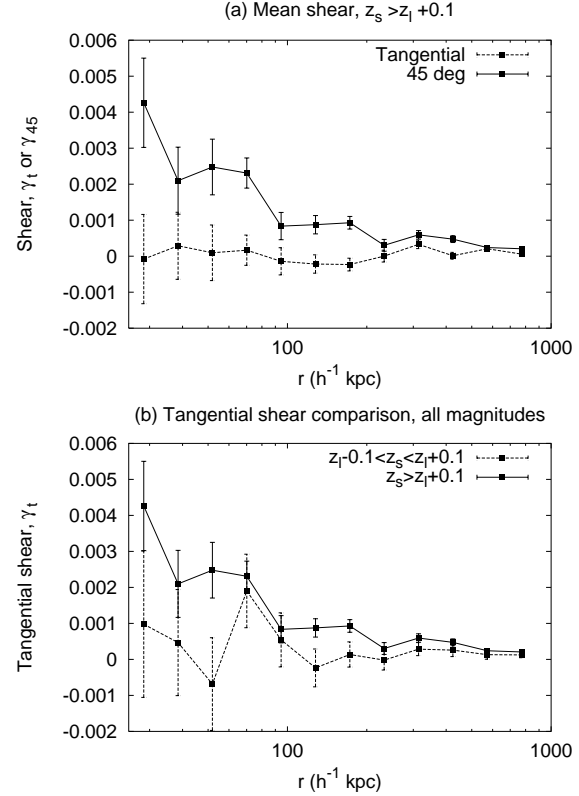 (a) Mean shear, z_s >z_l +0.1
Tangential
45 deg
Shear, γ_t or γ_45
0.006
0.005
0.004
0.003
0.002
0.001
0
-0.001
-0.002
100
1000
r (h^-1 kpc)
(b) Tangential shear comparison, all magnitudes
z_l-0.1<z_s<z_l+0.1
z_s>z_l+0.1
Tangential shear, γ_t
0.006
0.005
0.004
0.003
0.002
0.001
0
-0.001
-0.002
100
1000
r (h^-1 kpc)